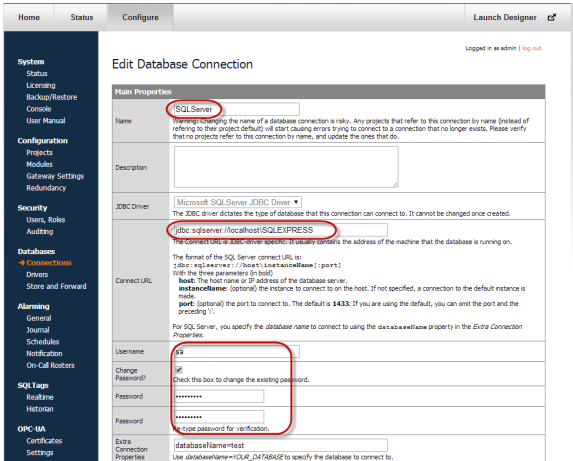 Home Status Configure Launch Designer
Logged in as admin | log out
System
Status
Licensing
Backup/Restore
Console
User Manual
Configuration
Projects
Modules
Gateway Settings
Redundancy
Security
Users, Roles
Auditing
Databases
Connections
Drivers
Store and Forward
Alarming
General
Journal
Schedules
Notification
On-Call Rosters
SQLTags
Realtime
Historian
OPC-UA
Certificates
Settings
Edit Database Connection
Main Properties
Name
SQLServer
Warning: Changing the name of a database connection is risky. Any projects that refer to this connection by name (instead of
refering to their project default) will start causing errors trying to connect to a connection that no longer exists. Please verify
that no projects refer to this connection by name, and update the ones that do.
Description
JDBC Driver
Microsoft SQLServer JDBC Driver
The JDBC driver dictates the type of database that this connection can connect to. It cannot be changed once created.
Connect URL
jdbc:sqlserver://localhost\SQLEXPRESS
The Connect URL is JDBC-driver specific. It usually contains the address of the machine that the database is running on.
The format of the SQL Server connect URL is:
jdbc:sqlserver://host\instanceName[:port]
With the three parameters (in bold)
host: The host name or IP address of the database server.
instanceName: (optional) the instance to connect to on the host. If not specified, a connection to the default instance is
made.
port: (optional) the port to connect to. The default is 1433. If you are using the default, you can omit the port and the
preceding ':'.
For SQL Server, you specify the database name to connect to using the databaseName property in the Extra Connection
Properties.
Username
sa
Change
Password?
Check this box to change the existing password.
Password
•••••••••
Password
•••••••••
Re-type password for verification.
Extra
Connection
Properties
databaseName=test
Use databaseName=YOUR_DATABASE to specify the database to connect to.